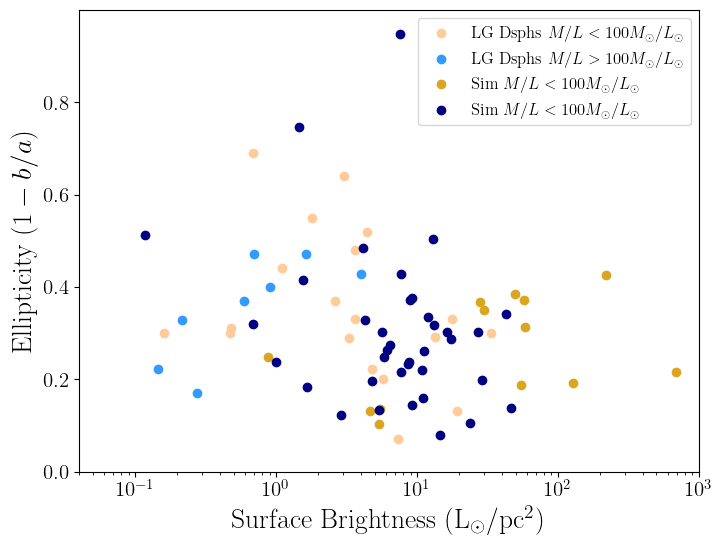 LG Dsphs M/L < 100M⊙/L⊙
LG Dsphs M/L > 100M⊙/L⊙
Sim M/L < 100M⊙/L⊙
Sim M/L < 100M⊙/L⊙
Ellipticity (1 − b/a)
0.8
0.6
0.4
0.2
0.0
10⁻¹ 10⁰ 10¹ 10² 10³
Surface Brightness (L⊙/pc²)